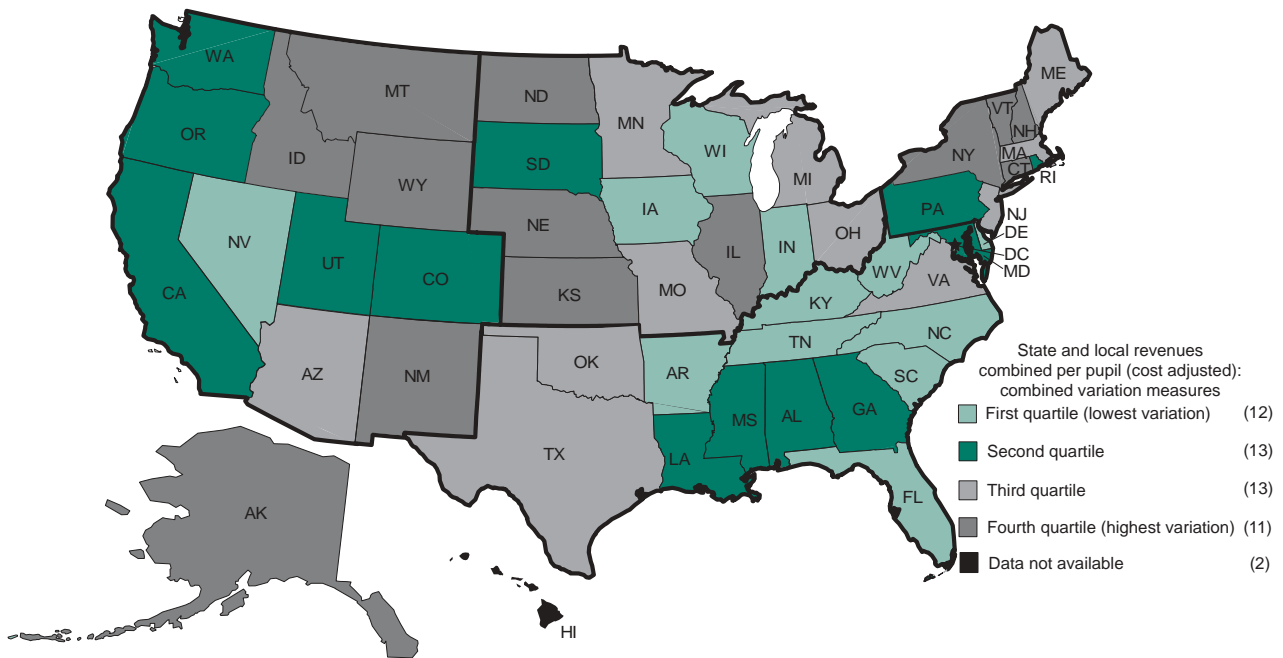 WA
OR
CA
NV
ID
MT
WY
UT
CO
AZ
NM
ND
SD
NE
KS
OK
TX
MN
IA
MO
AR
LA
WI
IL
MI
IN
OH
KY
TN
MS
AL
GA
FL
SC
NC
VA
WV
PA
NY
VT
NH
ME
MA
CT
RI
NJ
DE
DC
MD
AK
HI
State and local revenues
combined per pupil (cost adjusted):
combined variation measures
First quartile (lowest variation) (12)
Second quartile (13)
Third quartile (13)
Fourth quartile (highest variation) (11)
Data not available (2)